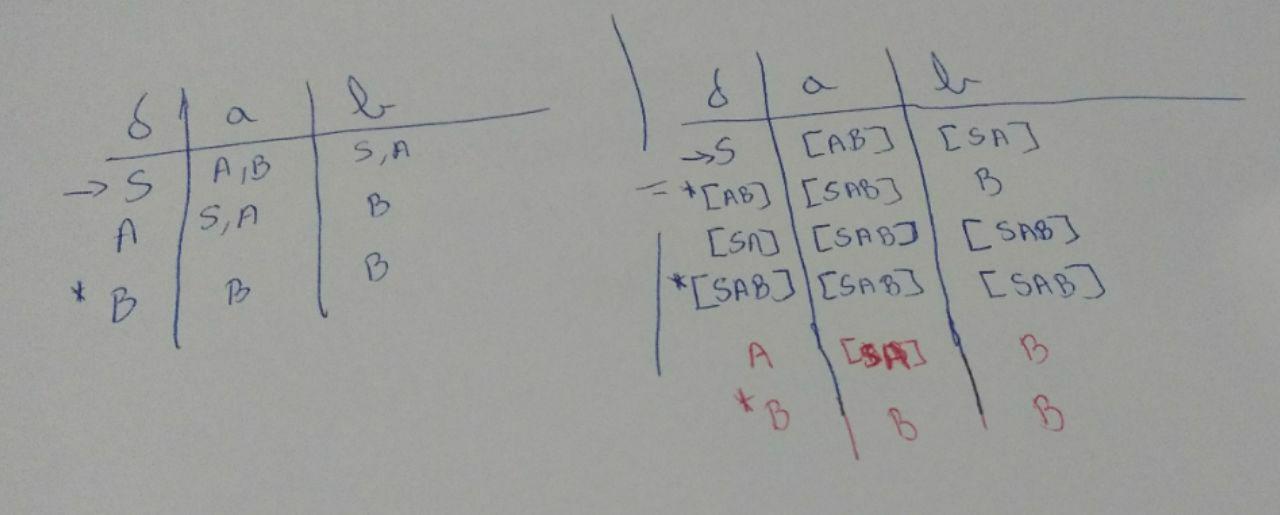 δ a b
→ S A,B S,A
A S,A B
* B B B
δ a b
→S [AB] [SA]
= *[AB] [SAB] B
[SA] [SAB] [SAB]
*[SAB] [SAB] [SAB]
A [SA] B
* B B B